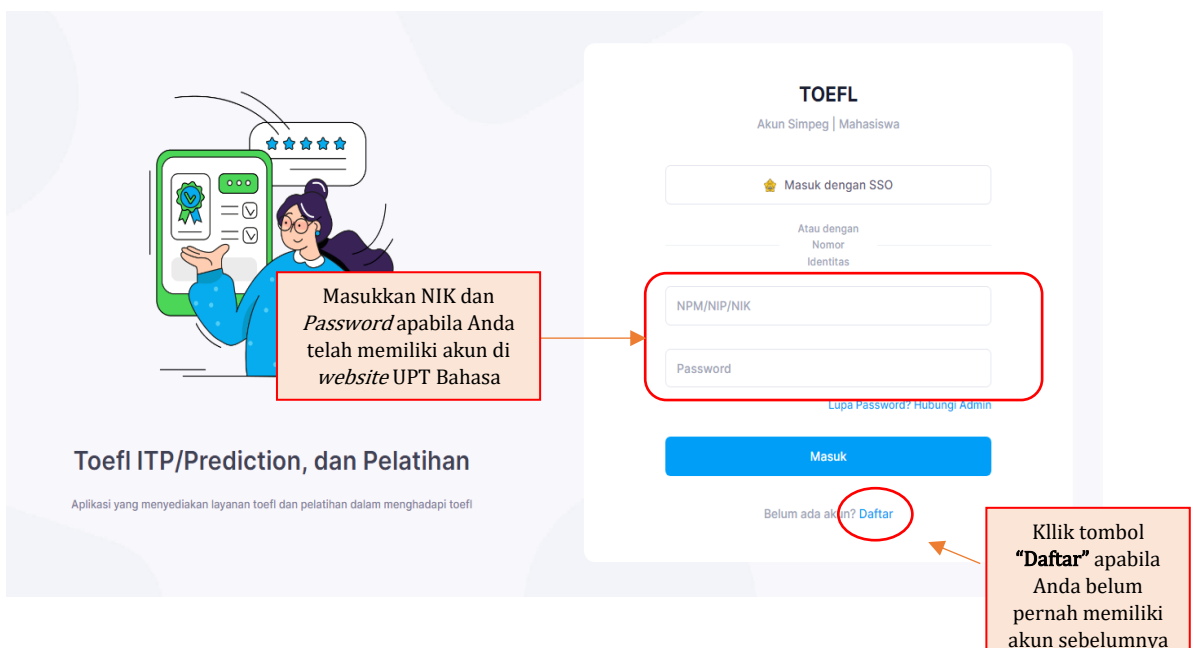 TOEFL
Akun Simpeg | Mahasiswa
Masuk dengan SSO
Atau dengan
Nomor
Identitas
Masukkan NIK dan
Password apabila Anda
telah memiliki akun di
website UPT Bahasa
NPM/NIP/NIK
Password
Lupa Password? Hubungi Admin
Masuk
Toefl ITP/Prediction, dan Pelatihan
Aplikasi yang menyediakan layanan toefl dan pelatihan dalam menghadapi toefl
Belum ada akun? Daftar
Kllik tombol
“Daftar” apabila
Anda belum
pernah memiliki
akun sebelumnya